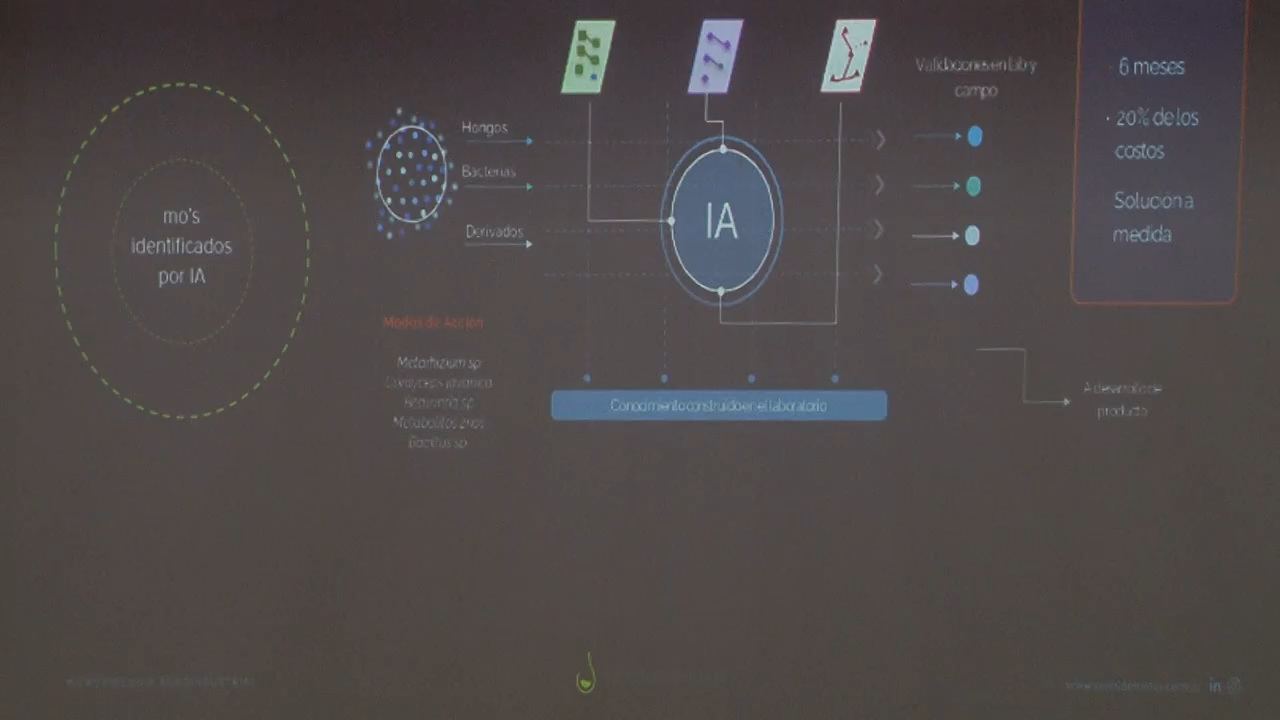 mo's
identificados
por IA
Hongos
Bacterias
Derivados
Modos de Acción
Metarhizium sp
Cordyceps javanica
Beauveria sp
Bacillus sp
IA
Conocimiento construido en el laboratorio
Validaciones en lab y
campo
· 6 meses
· 20% de los
costos
Solución a
medida
A desarrollo de
producto
in